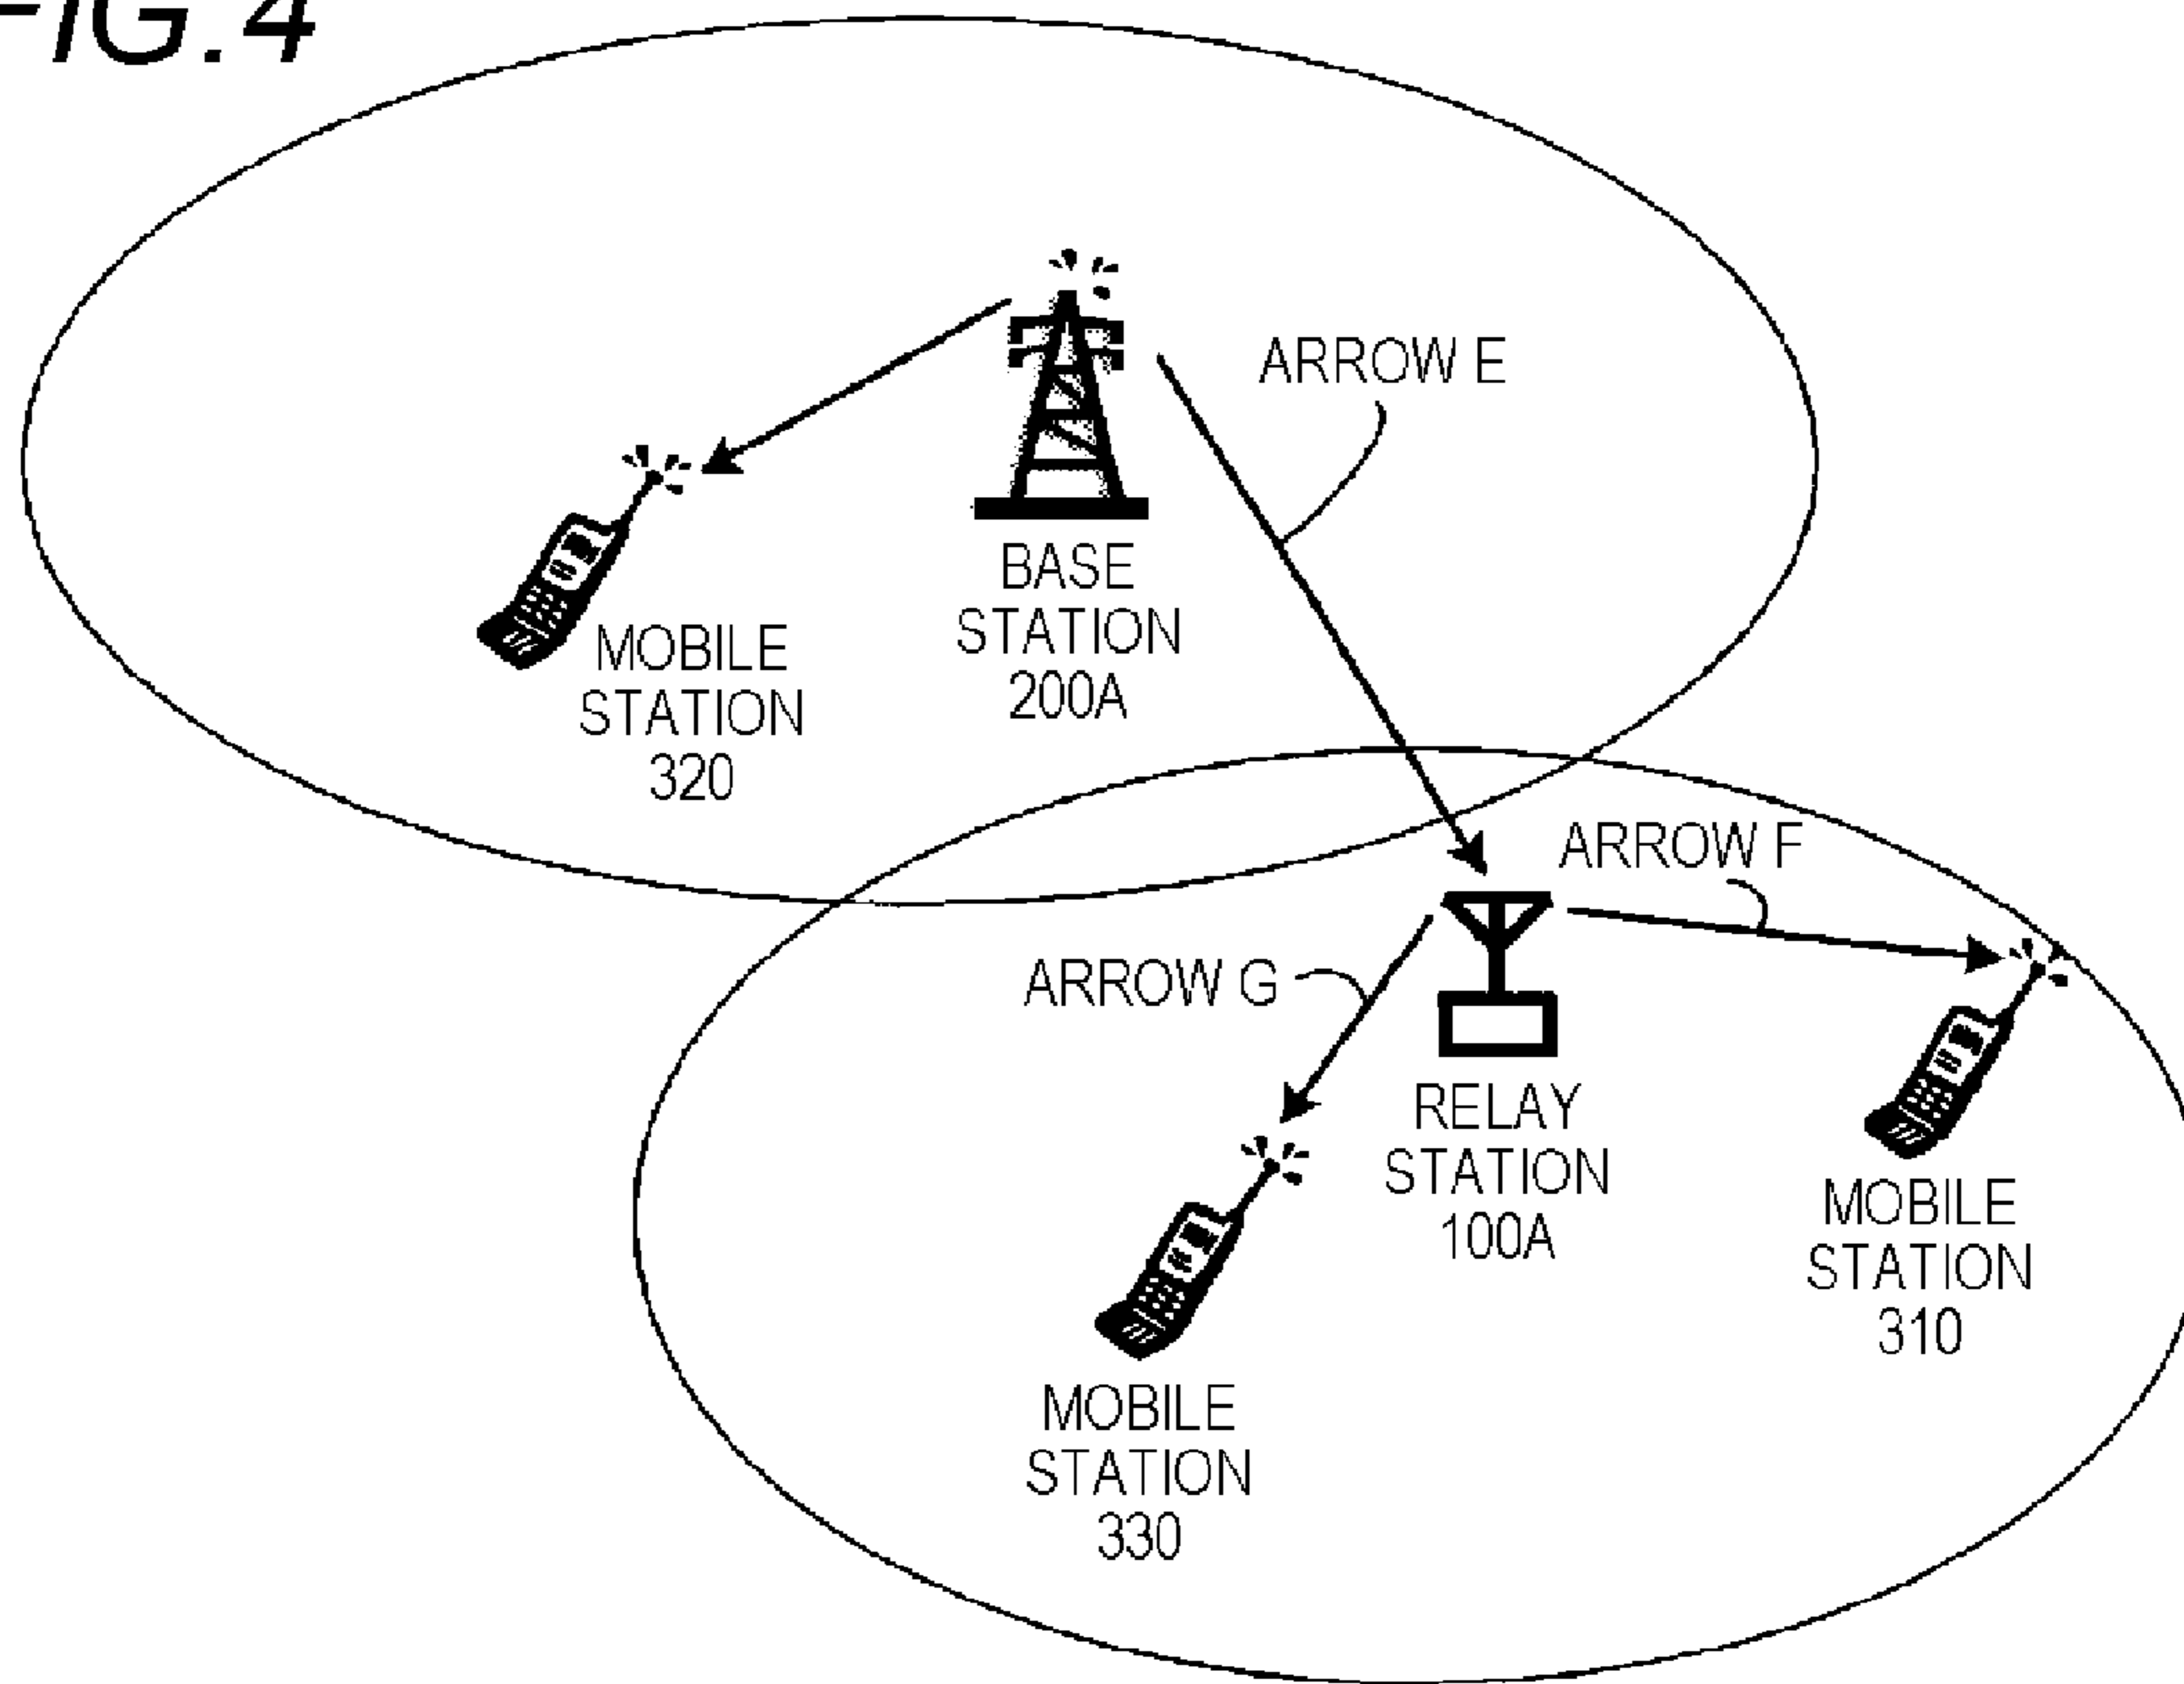 FIG.4
ARROW E
BASE
STATION
200A
MOBILE
STATION
320
ARROW F
ARROW G
RELAY
STATION
100A
MOBILE
STATION
310
MOBILE
STATION
330